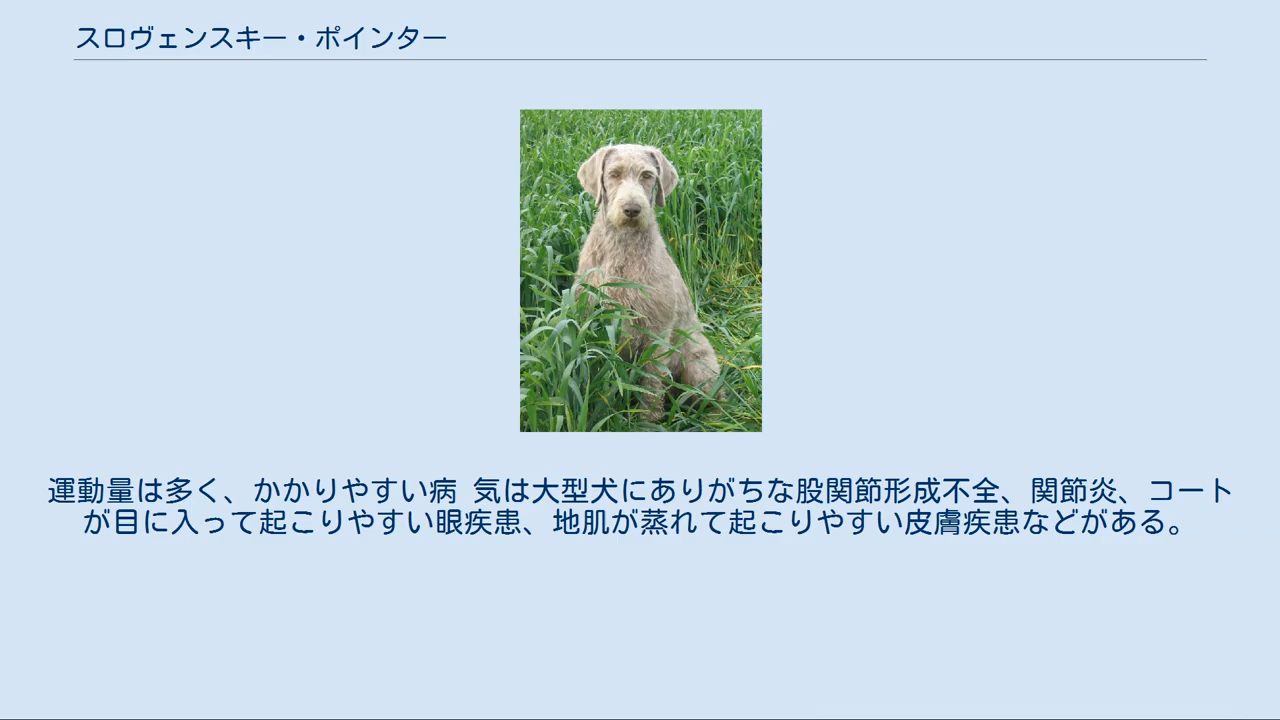 スロヴェンスキー・ポインター
運動量は多く、かかりやすい病 気は大型犬にありがちな股関節形成不全、関節炎、コート
が目に入って起こりやすい眼疾患、地肌が蒸れて起こりやすい皮膚疾患などがある。